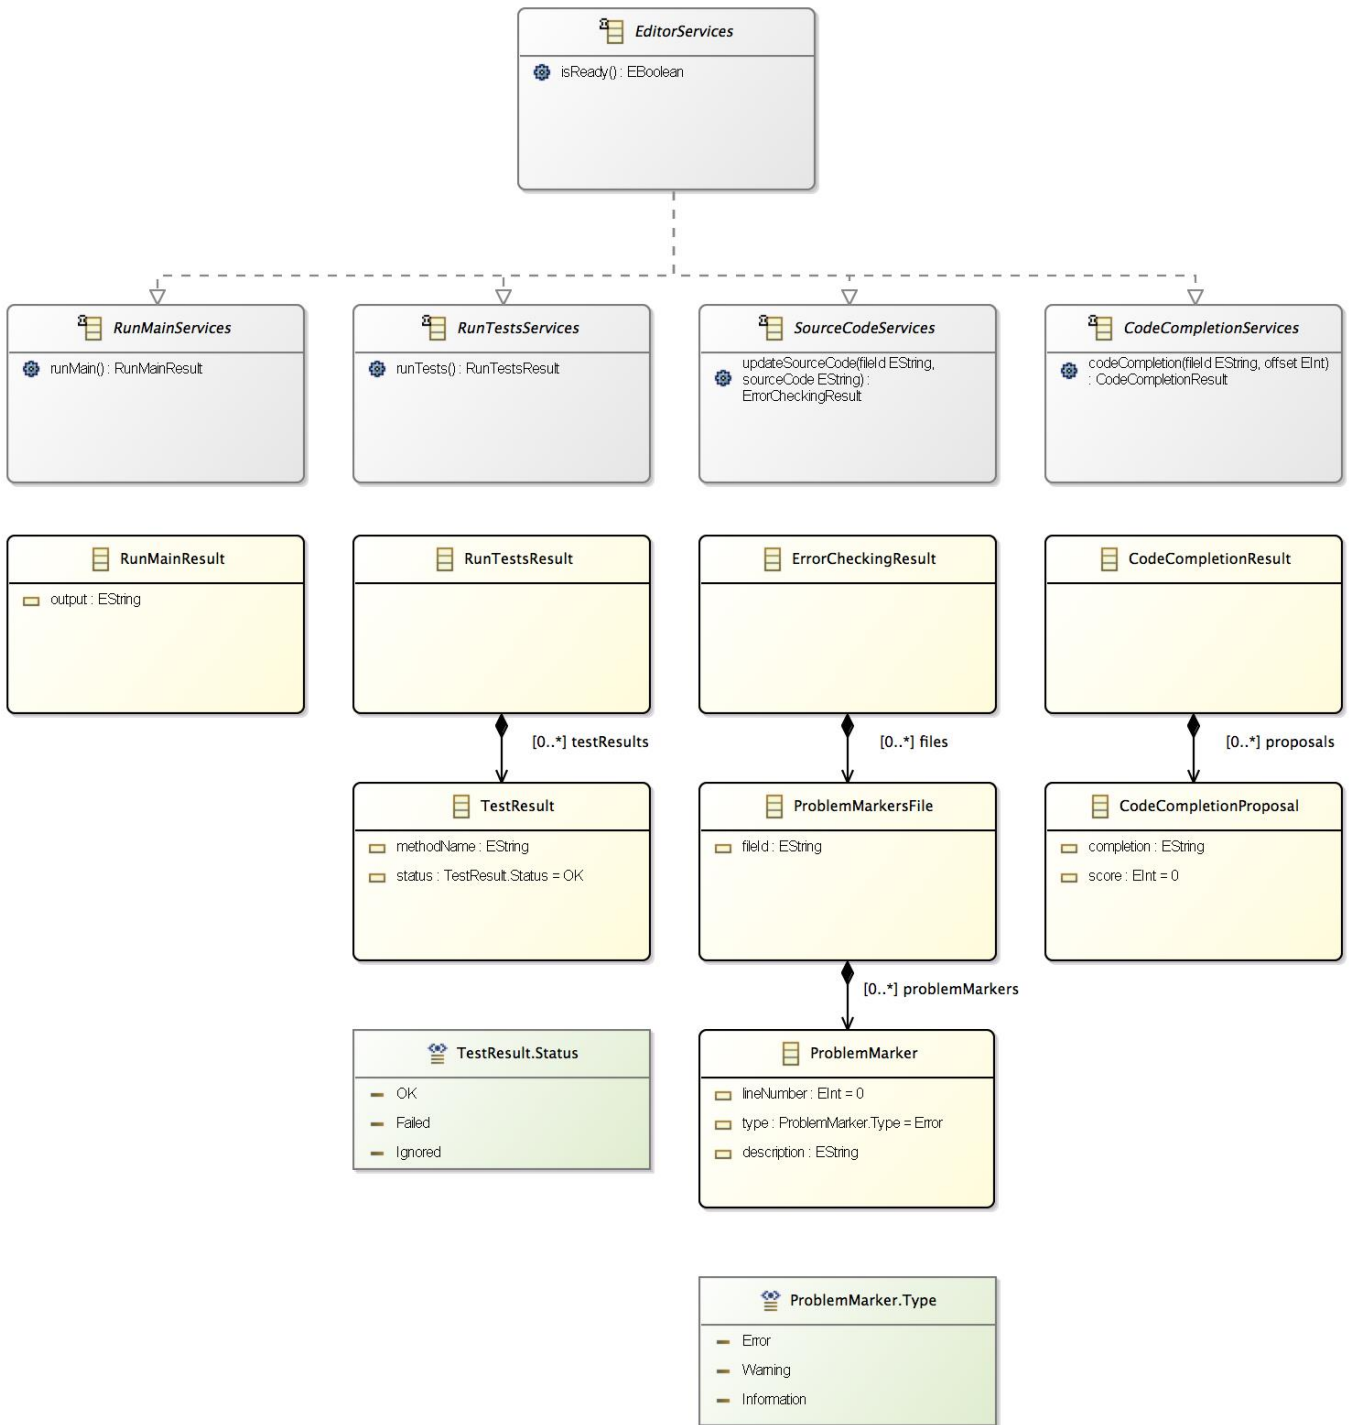 EditorServices
isReady() : EBoolean
RunMainServices
runMain() : RunMainResult
RunTestsServices
runTests() : RunTestsResult
SourceCodeServices
updateSourceCode(fileId EString,
sourceCode EString) :
ErrorCheckingResult
CodeCompletionServices
codeCompletion(fileId EString, offset EInt)
: CodeCompletionResult
RunMainResult
output : EString
RunTestsResult
ErrorCheckingResult
CodeCompletionResult
[0..*] testResults
[0..*] files
[0..*] proposals
TestResult
methodName : EString
status : TestResult.Status = OK
ProblemMarkersFile
fileId : EString
CodeCompletionProposal
completion : EString
score : EInt = 0
[0..*] problemMarkers
TestResult.Status
OK
Failed
Ignored
ProblemMarker
lineNumber : EInt = 0
type : ProblemMarker.Type = Error
description : EString
ProblemMarker.Type
Error
Warning
Information